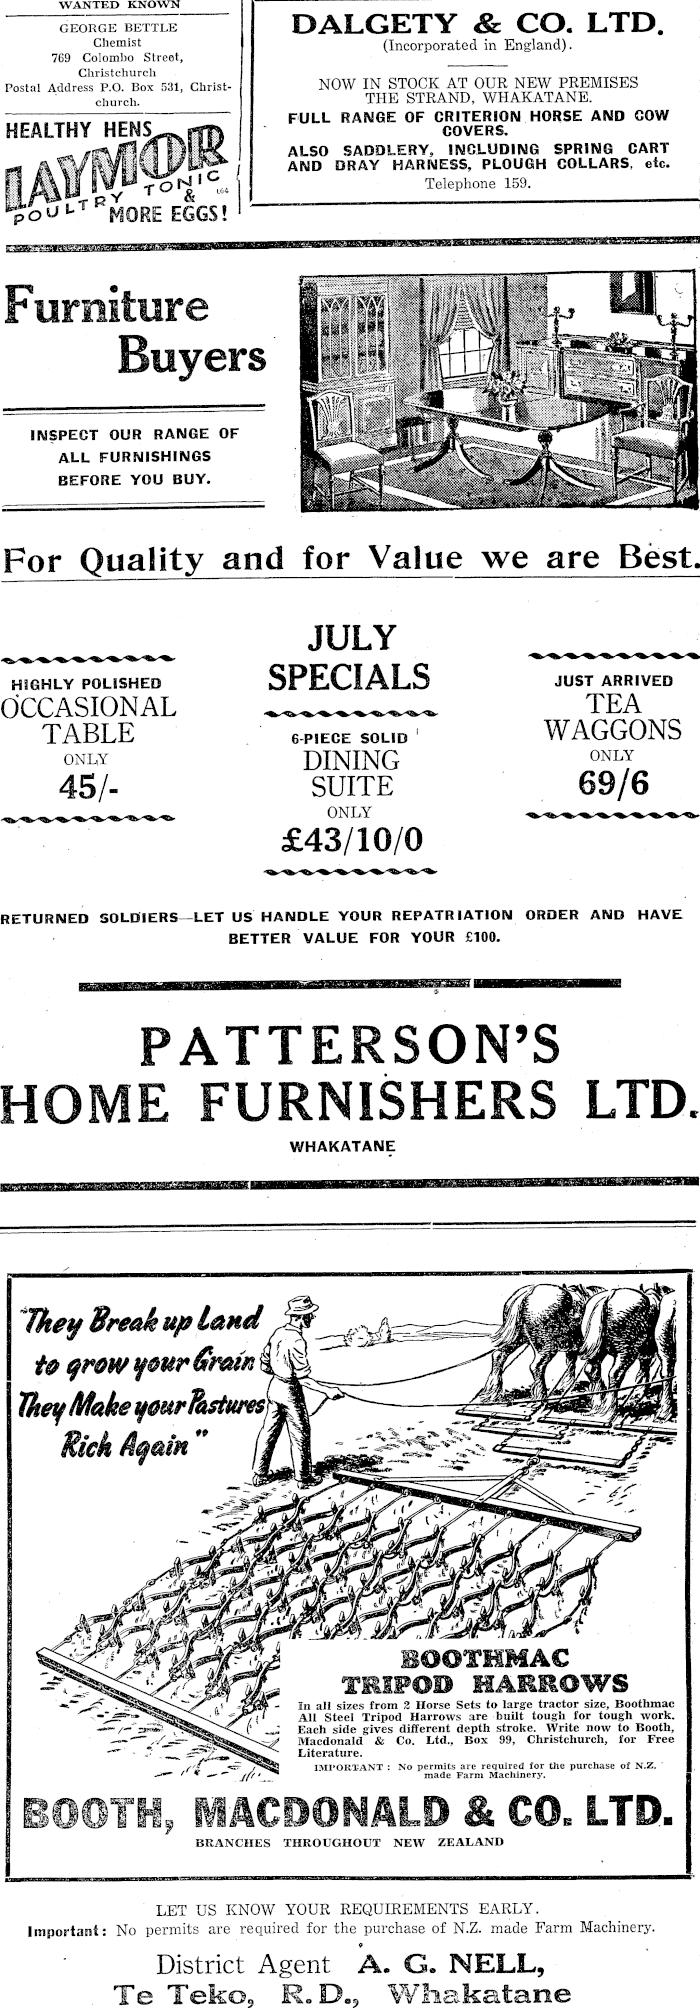 WANTED KNOWN
GEORGE BETTLE
Chemist
769 Colombo Street,
Christchurch
Postal Address P.O. Box 531, Christ-
church.
HEALTHY HENS
LAYMOR
POULTRY TONIC
&
L64
MORE EGGS!
DALGETY & CO. LTD.
(Incorporated in England).
NOW IN STOCK AT OUR NEW PREMISES
THE STRAND, WHAKATANE.
FULL RANGE OF CRITERION HORSE AND COW
COVERS.
ALSO SADDLERY, INCLUDING SPRING CART
AND DRAY HARNESS, PLOUGH COLLARS, etc.
Telephone 159.
Furniture
Buyers
INSPECT OUR RANGE OF
ALL FURNISHINGS
BEFORE YOU BUY.
For Quality and for Value we are Best.
HIGHLY POLISHED
OCCASIONAL
TABLE
ONLY
45/-
JULY
SPECIALS
6-PIECE SOLID
DINING
SUITE
ONLY
£43/10/0
JUST ARRIVED
TEA
WAGGONS
ONLY
69/6
RETURNED SOLDIERS—LET US HANDLE YOUR REPATRIATION ORDER AND HAVE
BETTER VALUE FOR YOUR £100.
PATTERSON'S
HOME FURNISHERS LTD.
WHAKATANE
"They Break up Land
to grow your Grain
They Make your Pastures
Rich Again"
BOOTHMAC
TRIPOD HARROWS
In all sizes from 2 Horse Sets to large tractor size, Boothmac
All Steel Tripod Harrows are built tough for tough work.
Each side gives different depth stroke. Write now to Booth,
Macdonald & Co. Ltd., Box 99, Christchurch, for Free
Literature.
IMPORTANT: No permits are required for the purchase of N.Z.
made Farm Machinery.
BOOTH, MACDONALD & CO. LTD.
BRANCHES THROUGHOUT NEW ZEALAND
LET US KNOW YOUR REQUIREMENTS EARLY.
Important: No permits are required for the purchase of N.Z. made Farm Machinery.
District Agent A. G. NELL,
Te Teko, R.D., Whakatane